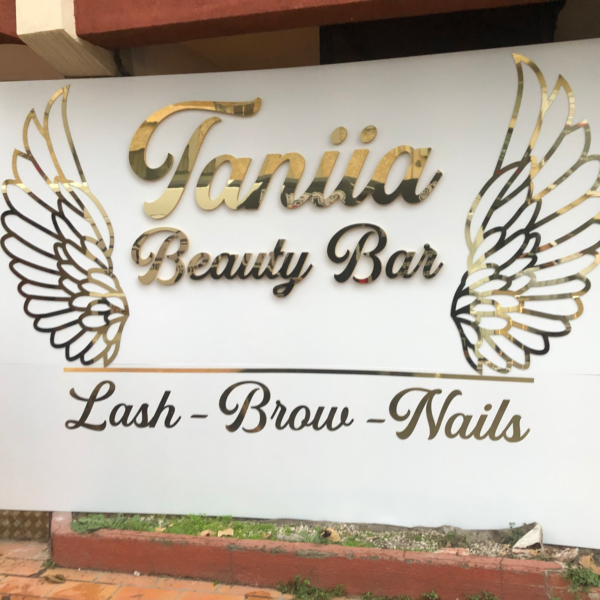 Taniia
Beauty Bar
Lash - Brow - Nails